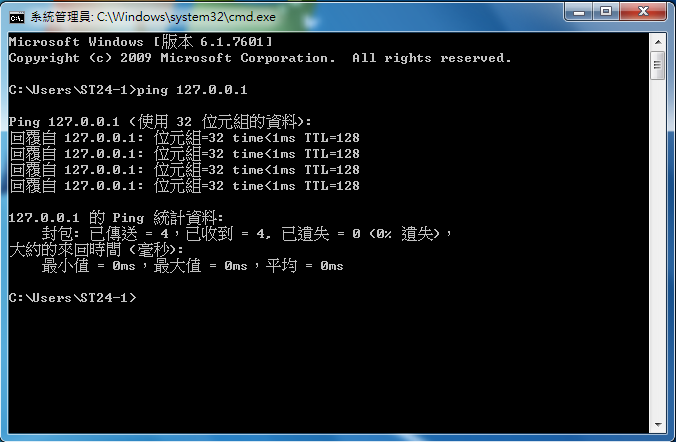 系統管理員: C:\Windows\system32\cmd.exe
Microsoft Windows [版本 6.1.7601]
Copyright (c) 2009 Microsoft Corporation.  All rights reserved.
C:\Users\ST24-1>ping 127.0.0.1
Ping 127.0.0.1 (使用 32 位元組的資料):
回覆自 127.0.0.1: 位元組=32 time<1ms TTL=128
回覆自 127.0.0.1: 位元組=32 time<1ms TTL=128
回覆自 127.0.0.1: 位元組=32 time<1ms TTL=128
回覆自 127.0.0.1: 位元組=32 time<1ms TTL=128
127.0.0.1 的 Ping 統計資料:
封包: 已傳送 = 4，已收到 = 4, 已遺失 = 0 (0% 遺失)，
大約的來回時間 (毫秒):
最小值 = 0ms，最大值 = 0ms，平均 = 0ms
C:\Users\ST24-1>